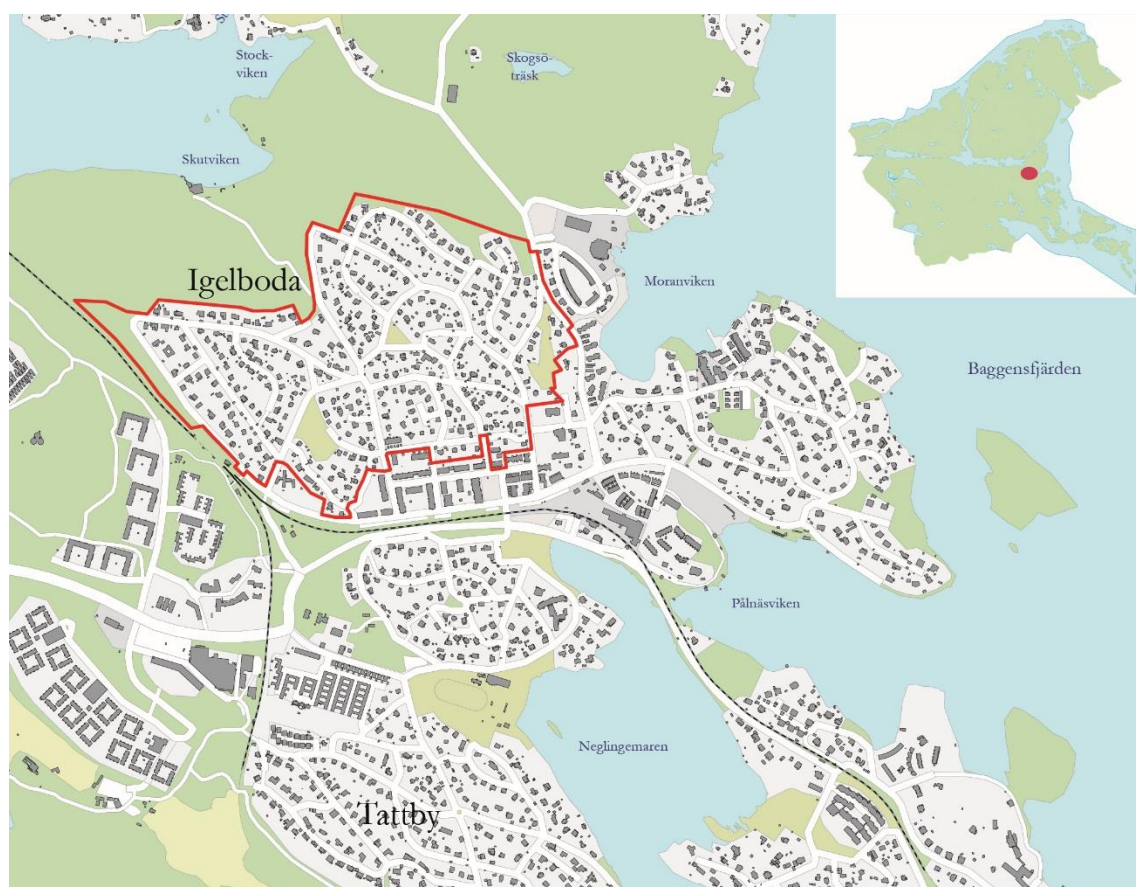 Stock-
viken
Skogsö-
träsk
Skutviken
Igelboda
Moranviken
Baggensfjärden
Pålnäsviken
Neglingemaren
Tattby